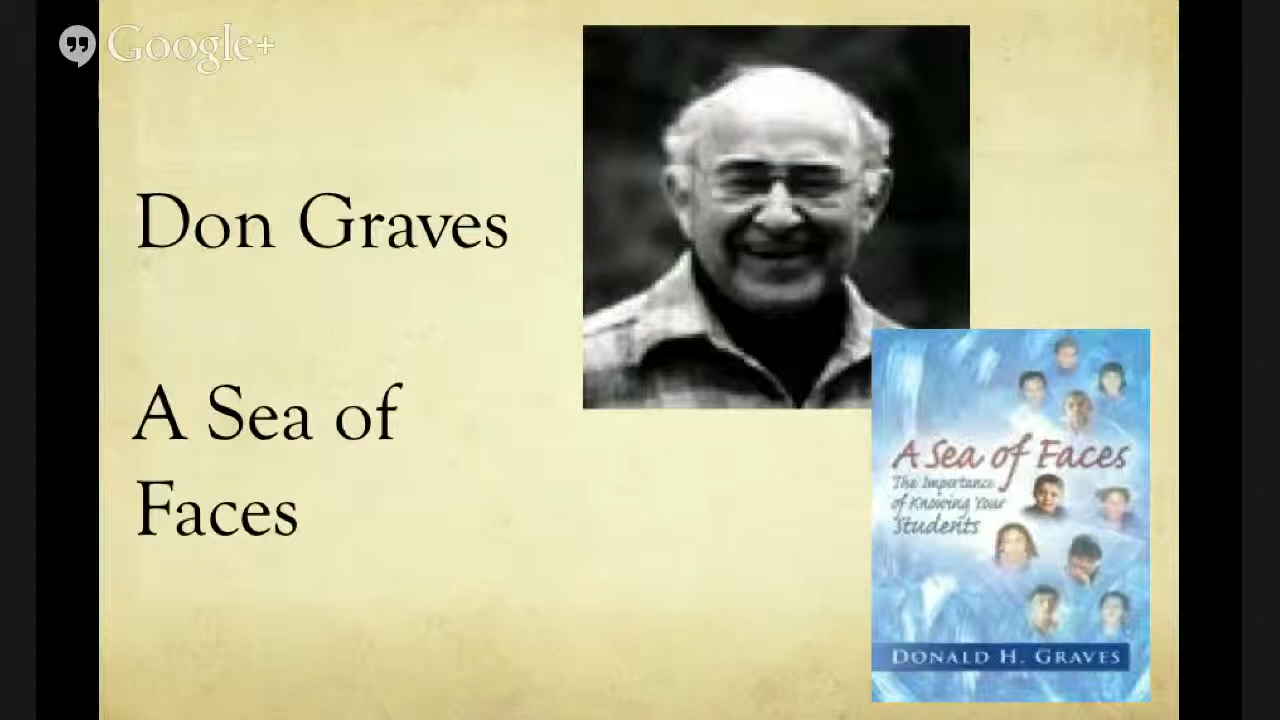 Google+
Don Graves
A Sea of
Faces
A Sea of Faces
The Importance
of Knowing Your
Students
DONALD H. GRAVES